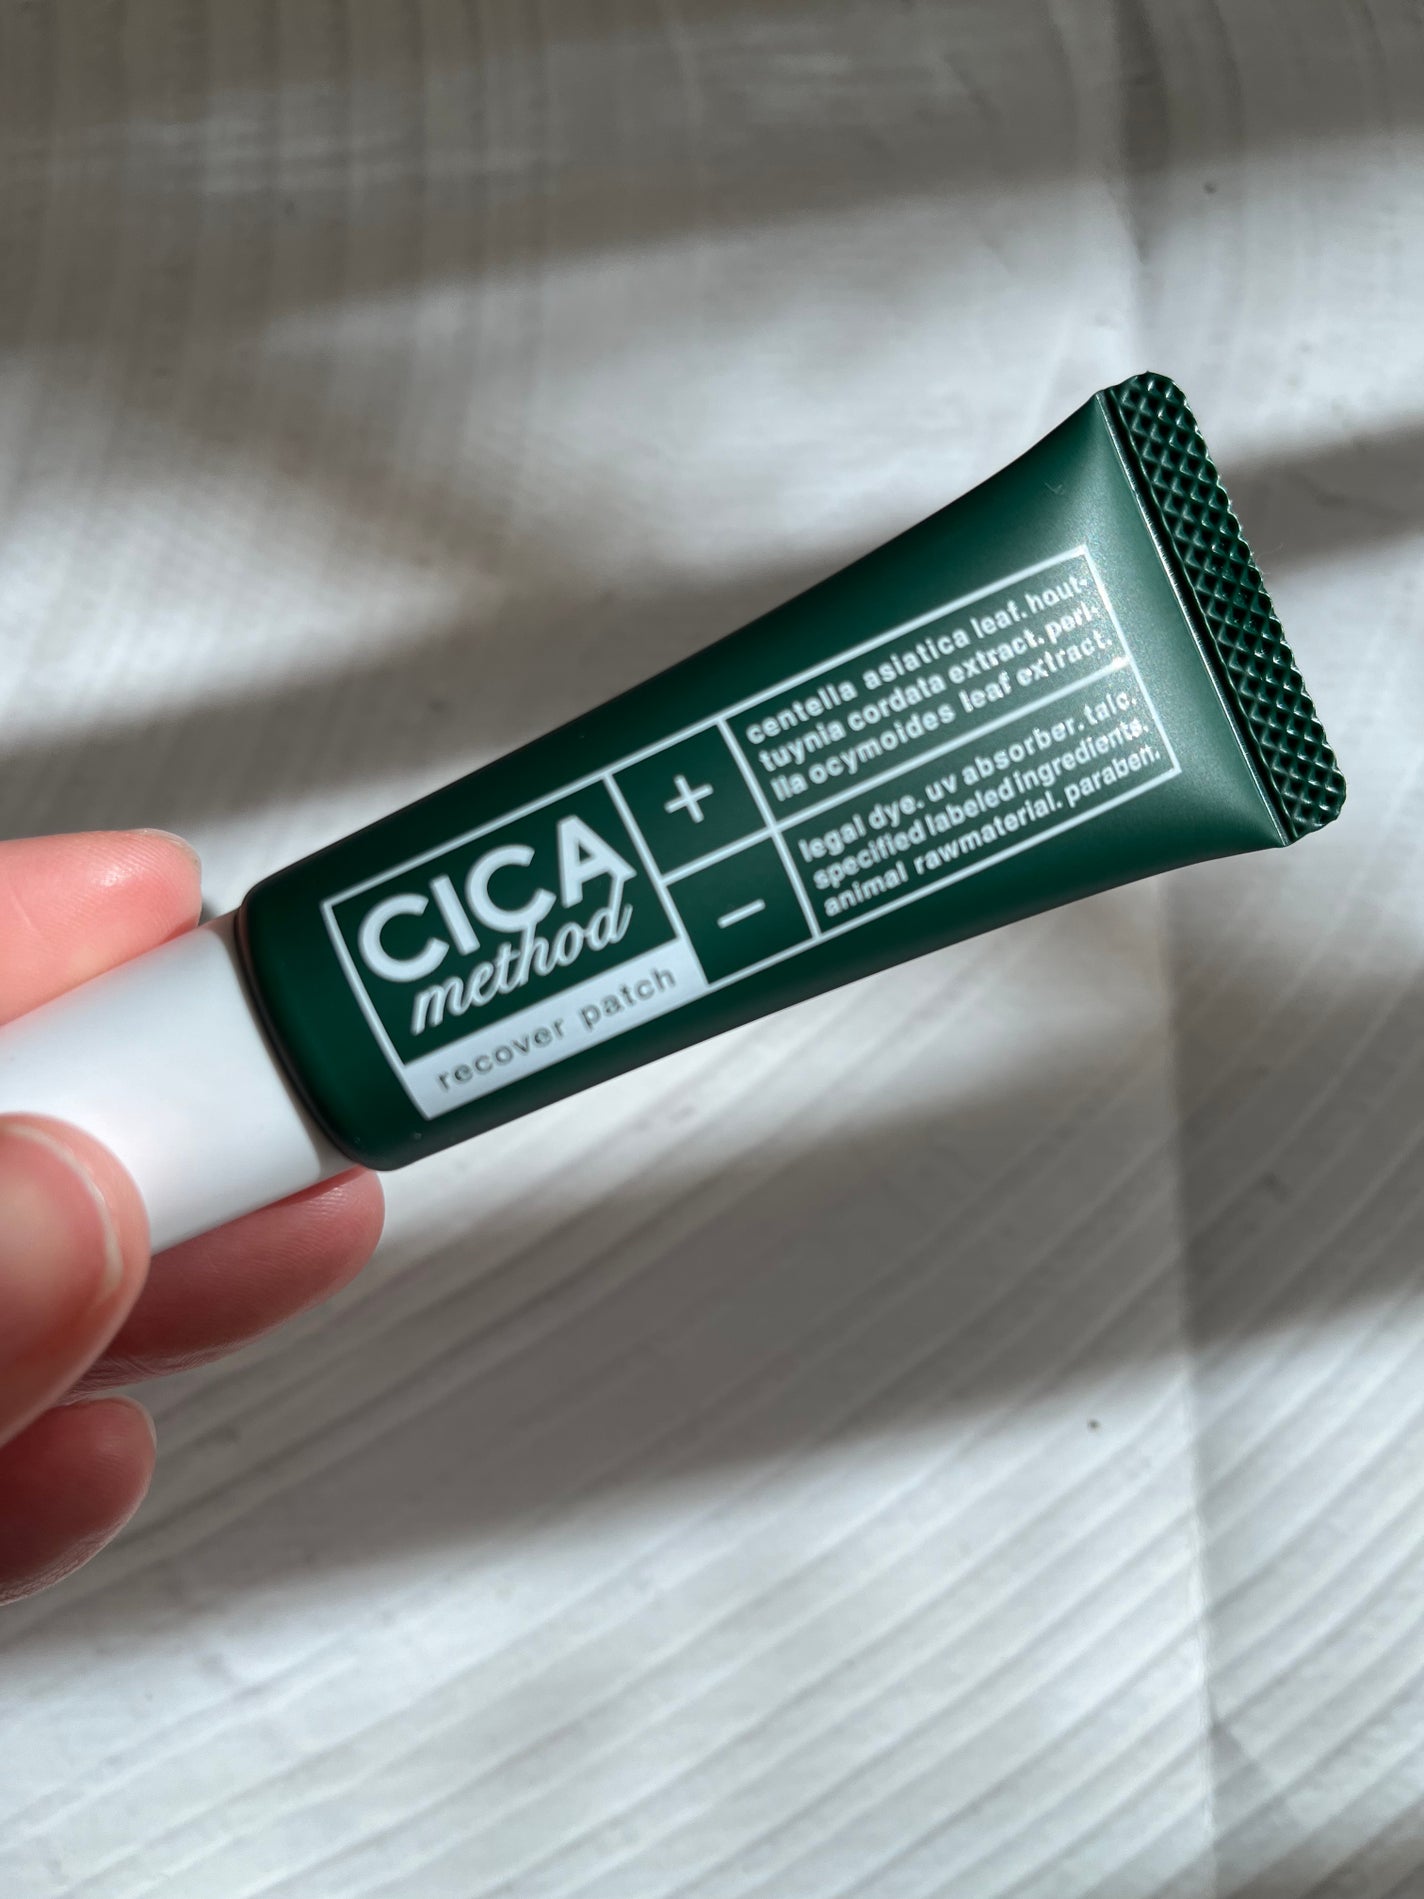 CICA
method
recover patch
+
centella asiatica leaf. hout-
tuynia cordata extract. peri-
lla ocymoides leaf extract.
−
legal dye. uv absorber. talc.
specified labeled ingredients.
animal rawmaterial. paraben.